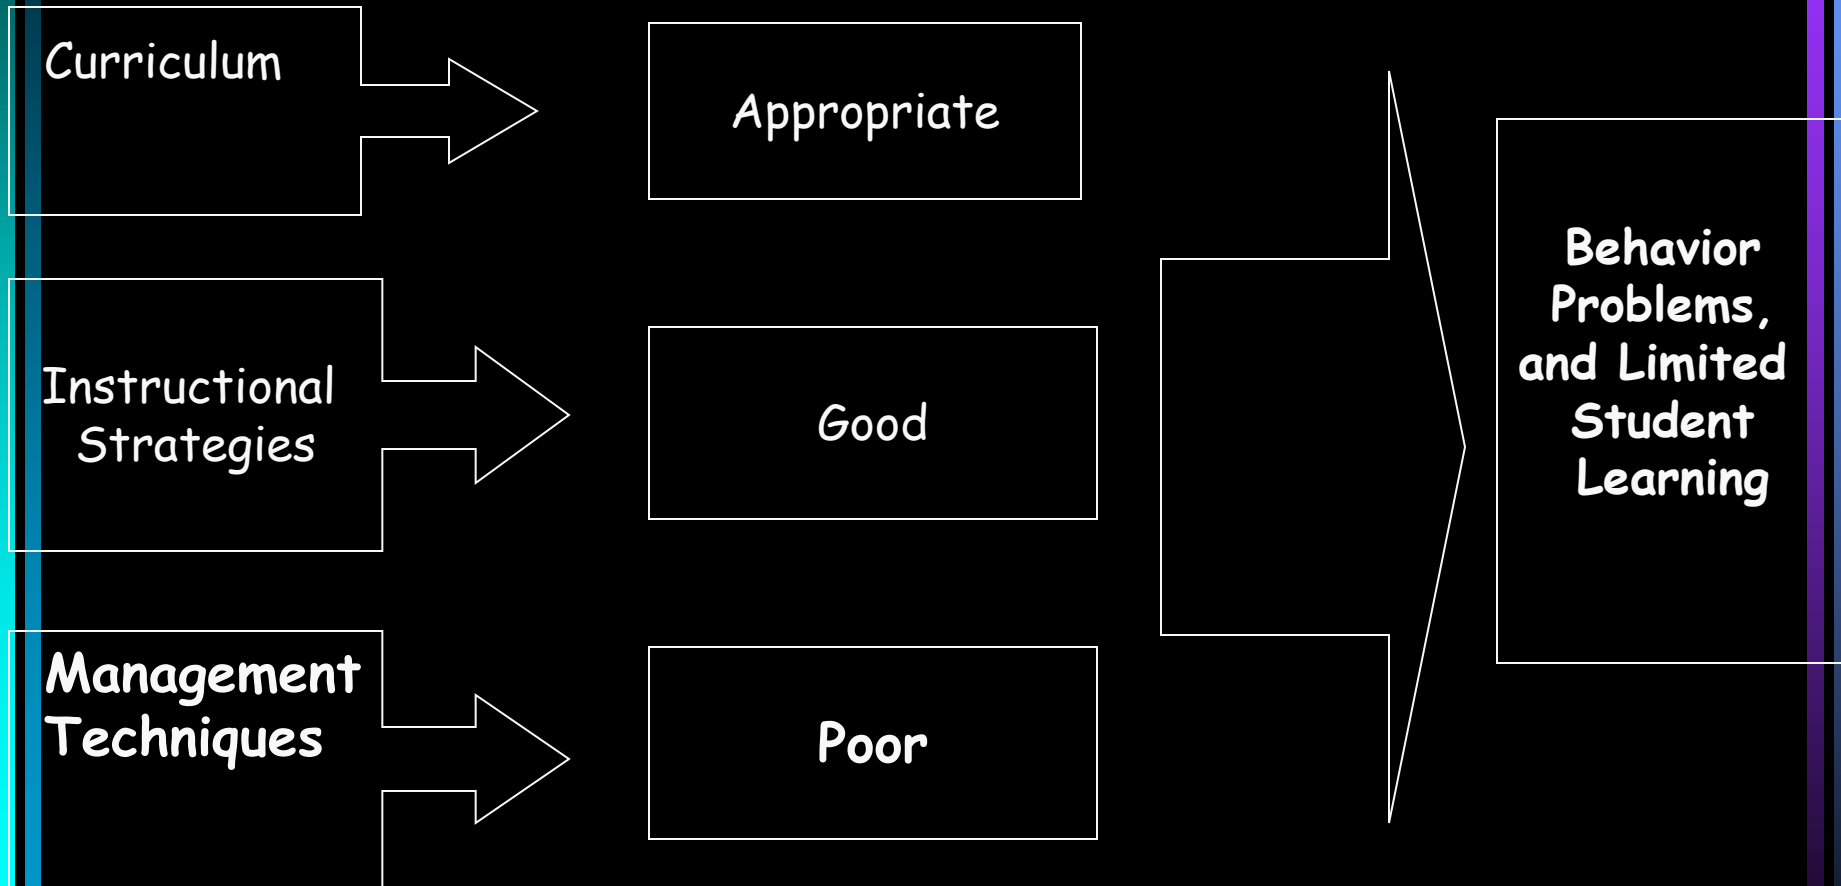 Curriculum
Appropriate
Instructional
Strategies
Good
Management
Techniques
Poor
Behavior
Problems,
and Limited
Student
Learning